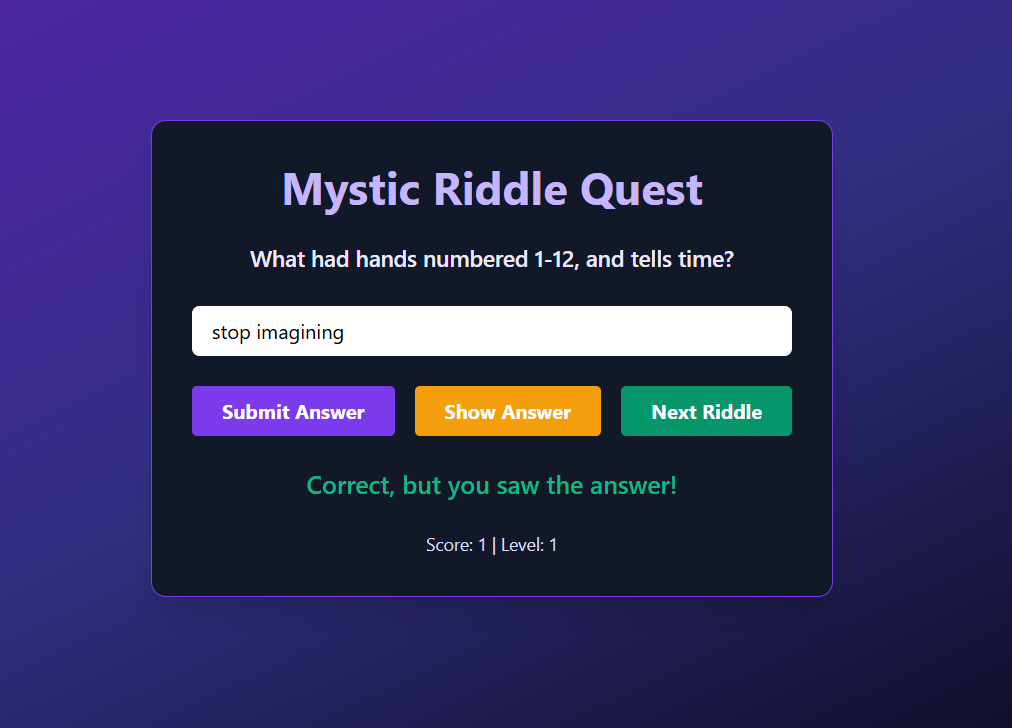 Mystic Riddle Quest
What had hands numbered 1-12, and tells time?
stop imagining
Submit Answer
Show Answer
Next Riddle
Correct, but you saw the answer!
Score: 1 | Level: 1